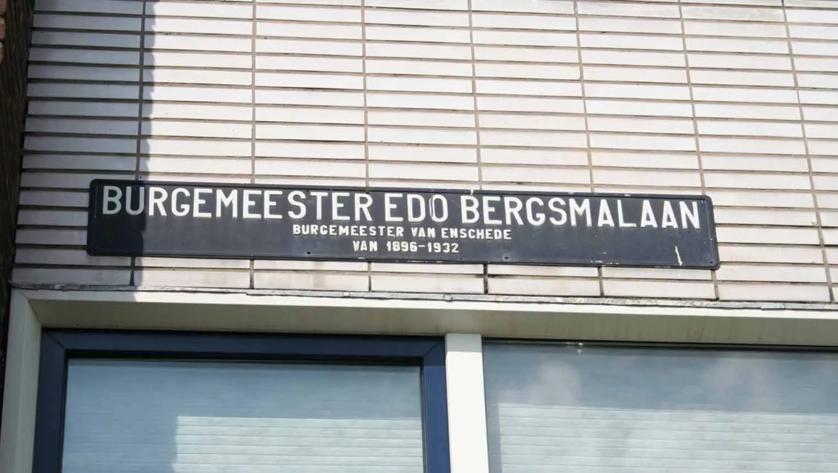 BURGEMEESTER EDO BERGSMALAAN
BURGEMEESTER VAN ENSCHEDE
VAN 1896-1932